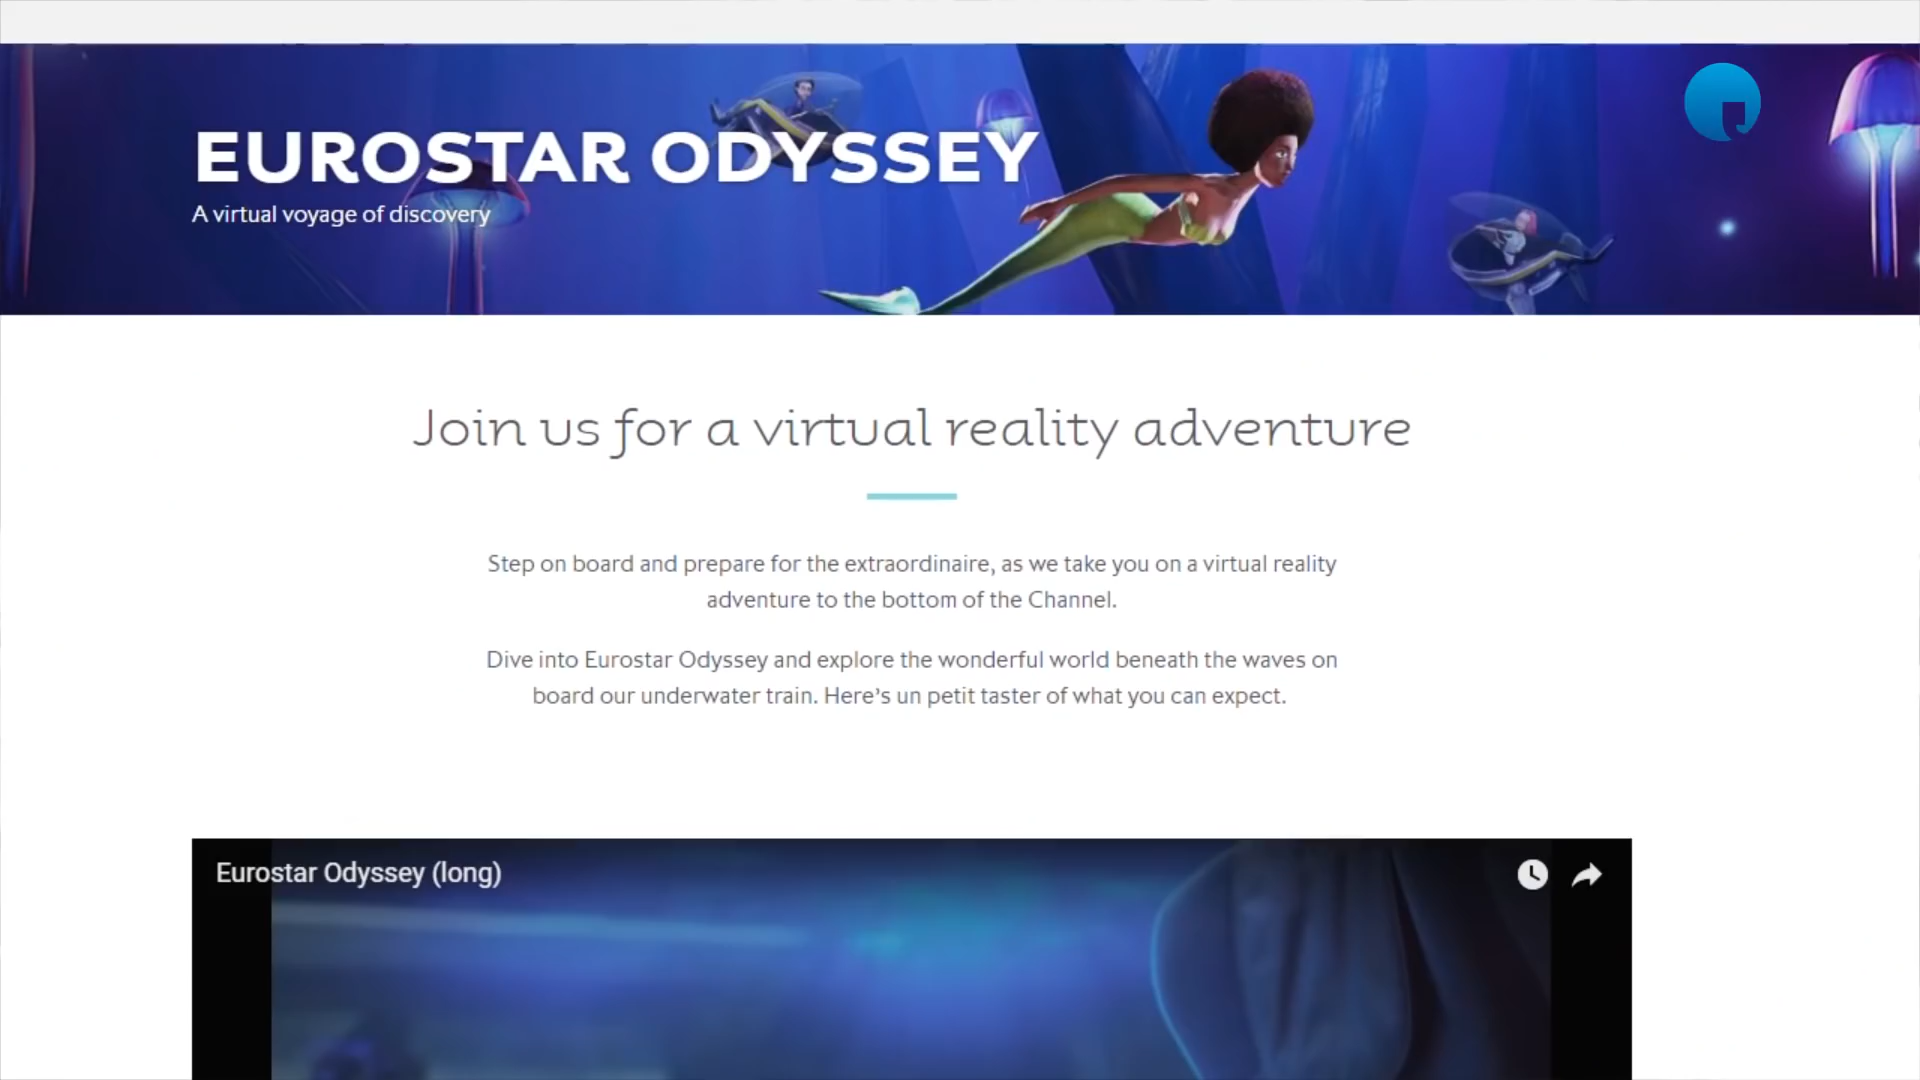 EUROSTAR ODYSSEY
A virtual voyage of discovery
Join us for a virtual reality adventure
Step on board and prepare for the extraordinaire, as we take you on a virtual reality
adventure to the bottom of the Channel.
Dive into Eurostar Odyssey and explore the wonderful world beneath the waves on
board our underwater train. Here's un petit taster of what you can expect.
Eurostar Odyssey (long)